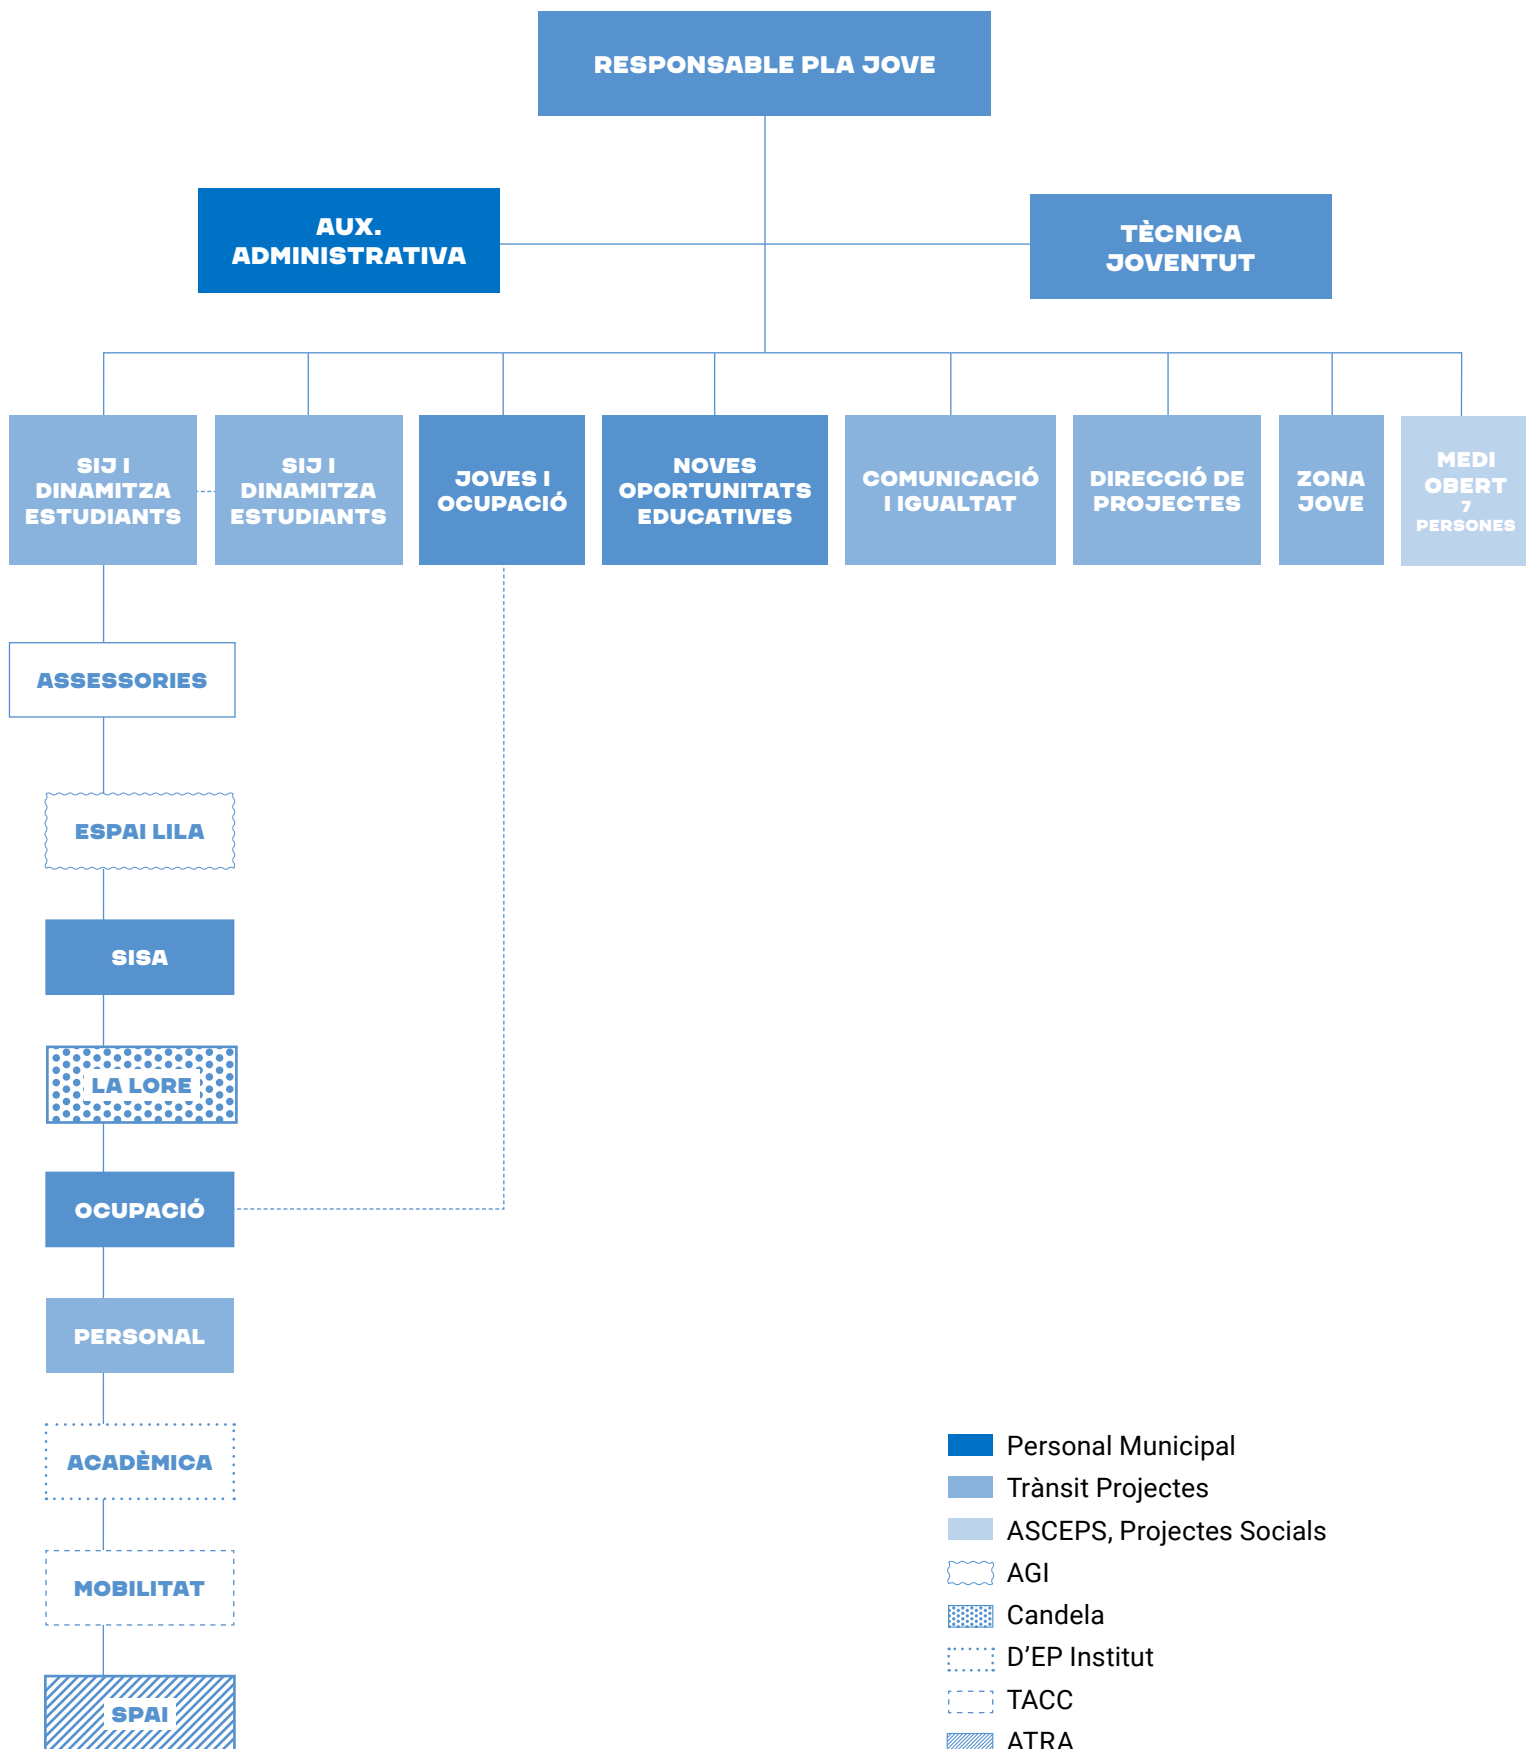 RESPONSABLE PLA JOVE
AUX.
ADMINISTRATIVA
TÈCNICA
JOVENTUT
SIJ I
DINAMITZA
ESTUDIANTS
SIJ I
DINAMITZA
ESTUDIANTS
JOVES I
OCUPACIÓ
NOVES
OPORTUNITATS
EDUCATIVES
COMUNICACIÓ
I IGUALTAT
DIRECCIÓ DE
PROJECTES
ZONA
JOVE
MEDI
OBERT
7
PERSONES
ASSESSORIES
ESPAI LILA
SISA
LA LORE
OCUPACIÓ
PERSONAL
ACADÈMICA
MOBILITAT
SPAI
Personal Municipal
Trànsit Projectes
ASCEPS, Projectes Socials
AGI
Candela
D'EP Institut
TACC
ATRA